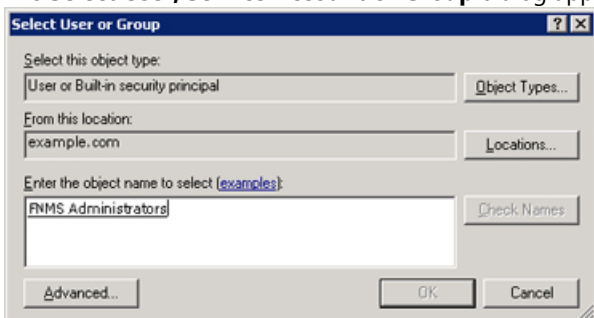 Select User or Group
Select this object type:
User or Built-in security principal
Object Types...
From this location:
example.com
Locations...
Enter the object name to select (examples):
FNMS Administrators
Check Names
Advanced...
OK
Cancel